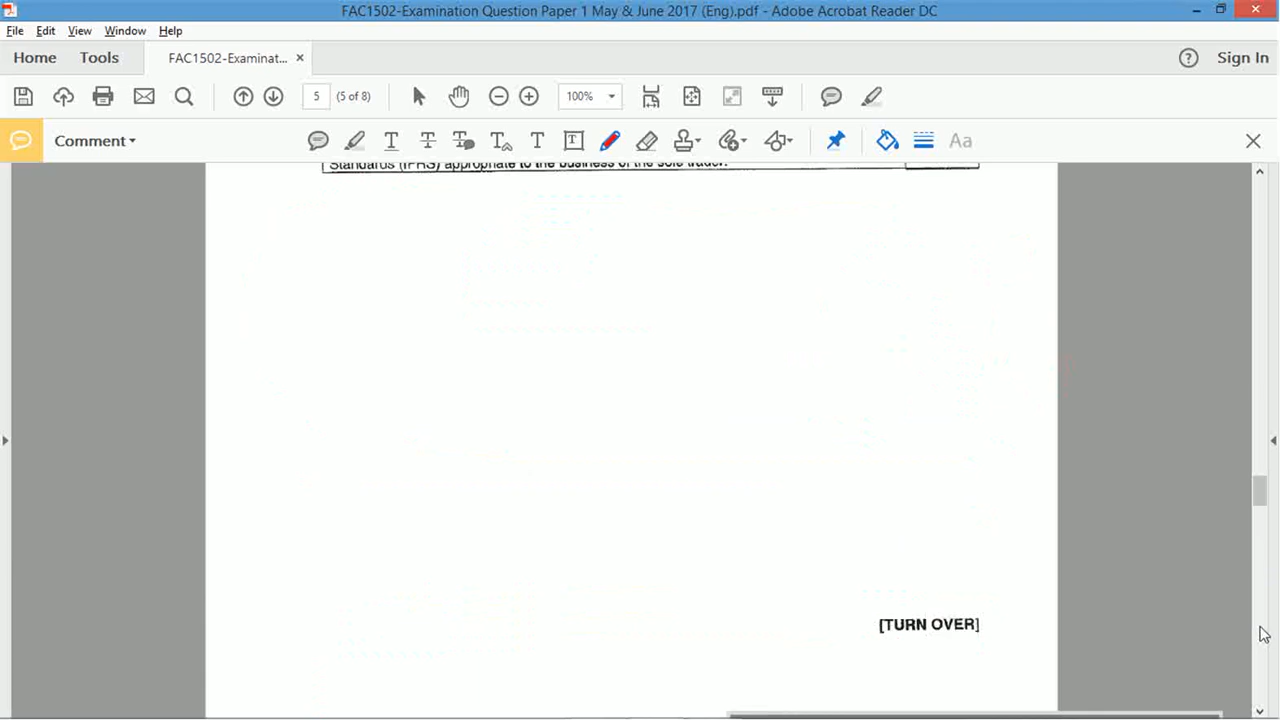 FAC1502-Examination Question Paper 1 May & June 2017 (Eng).pdf - Adobe Acrobat Reader DC
File Edit View Window Help
Home Tools FAC1502-Examinat... × Sign In
5 (5 of 8) 100%
Comment
Standards (IFRS) appropriate to the business of the sole trader.
[TURN OVER]